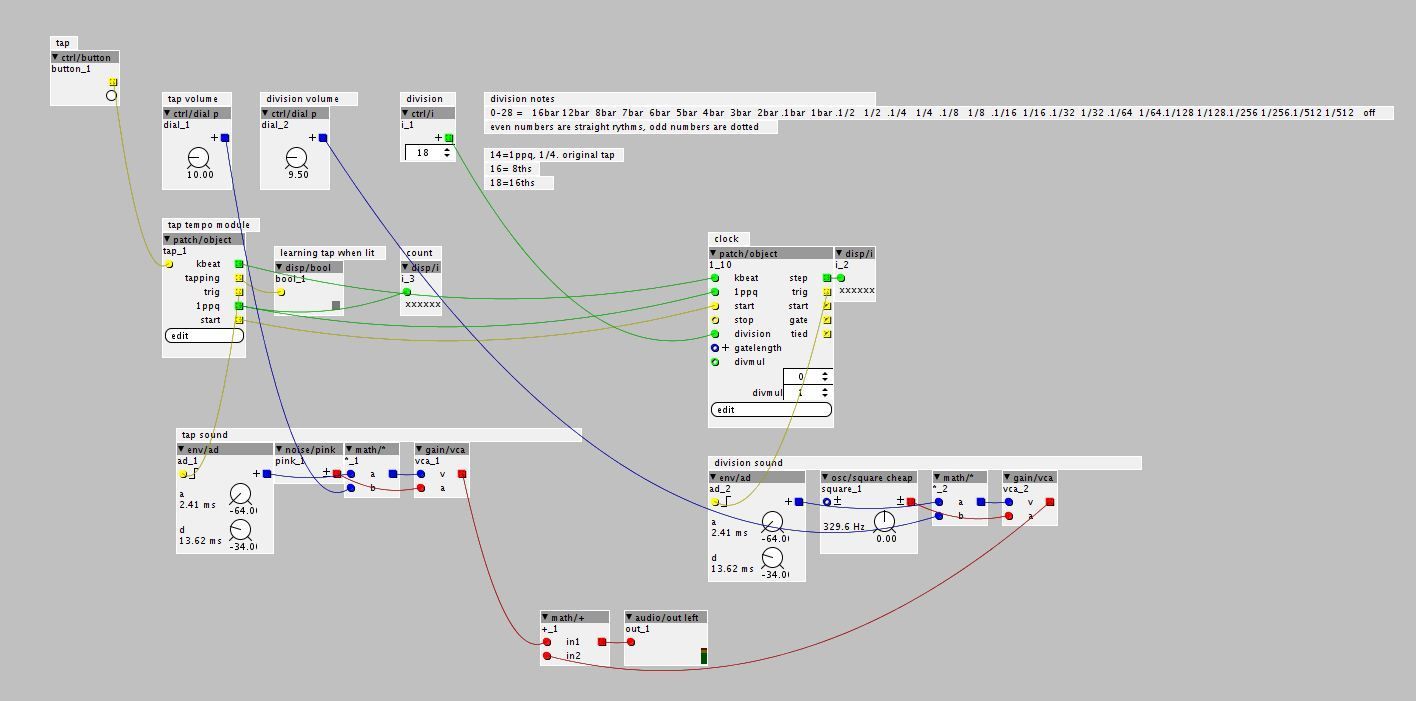 tap
ctrl/button
button_1
tap volume
ctrl/dial p
dial_1
+
10.00
division volume
ctrl/dial p
dial_2
+
9.50
division
ctrl/i
i_1
+
18
division notes
0-28 = 16bar 12bar 8bar 7bar 6bar 5bar 4bar 3bar 2bar .1bar 1bar .1/2 1/2 .1/4 1/4 .1/8 1/8 .1/16 1/16 .1/32 1/32 .1/64 1/64.1/128 1/128.1/256 1/256.1/512 1/512 off
even numbers are straight rythms, odd numbers are dotted
14=1ppq, 1/4. original tap
16= 8ths
18=16ths
tap tempo module
patch/object
tap_1
kbeat
tapping
trig
1ppq
start
edit
learning tap when lit
disp/bool
bool_1
count
disp/i
i_3
xxxxxx
clock
patch/object
1_10
kbeat step
1ppq trig
start start
stop gate
division tied
+ gatelength
divmul
0
divmul 1
edit
disp/i
i_2
xxxxxx
tap sound
env/ad
ad_1
+
a
2.41 ms
-64.0
d
13.62 ms
-34.0
noise/pink
pink_1
±
math/*
*_1
a
b
gain/vca
vca_1
v
a
division sound
env/ad
ad_2
+
a
2.41 ms
-64.0
d
13.62 ms
-34.0
osc/square cheap
square_1
± ±
329.6 Hz
0.00
math/*
*_2
a
b
gain/vca
vca_2
v
a
math/+
+_1
in1
in2
audio/out left
out_1